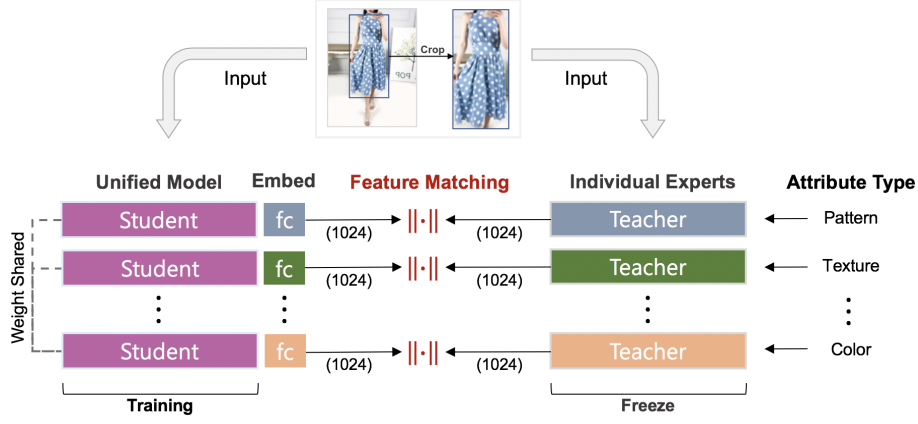 Crop
POP
Input
Input
Unified Model
Embed
Feature Matching
Individual Experts
Attribute Type
Weight Shared
Student
fc
(1024)
||·||
(1024)
Teacher
Pattern
Student
fc
(1024)
||·||
(1024)
Teacher
Texture
Student
fc
(1024)
||·||
(1024)
Teacher
Color
Training
Freeze